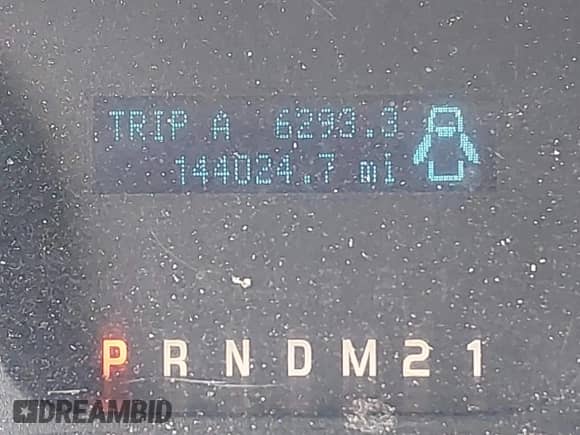 TRIP A 6293.3
144024.7 mi
P R N D M 2 1
DREAMBID